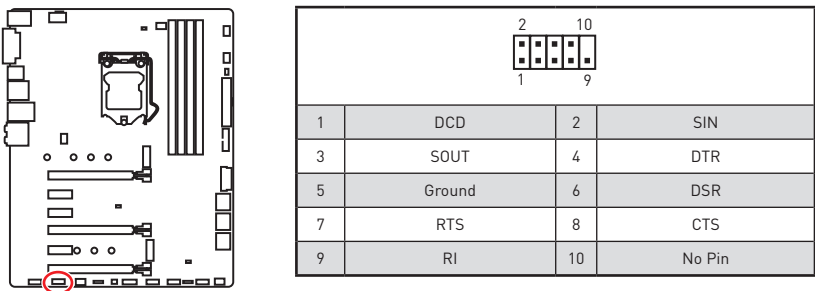 2 10
1 9
1 DCD 2 SIN
3 SOUT 4 DTR
5 Ground 6 DSR
7 RTS 8 CTS
9 RI 10 No Pin